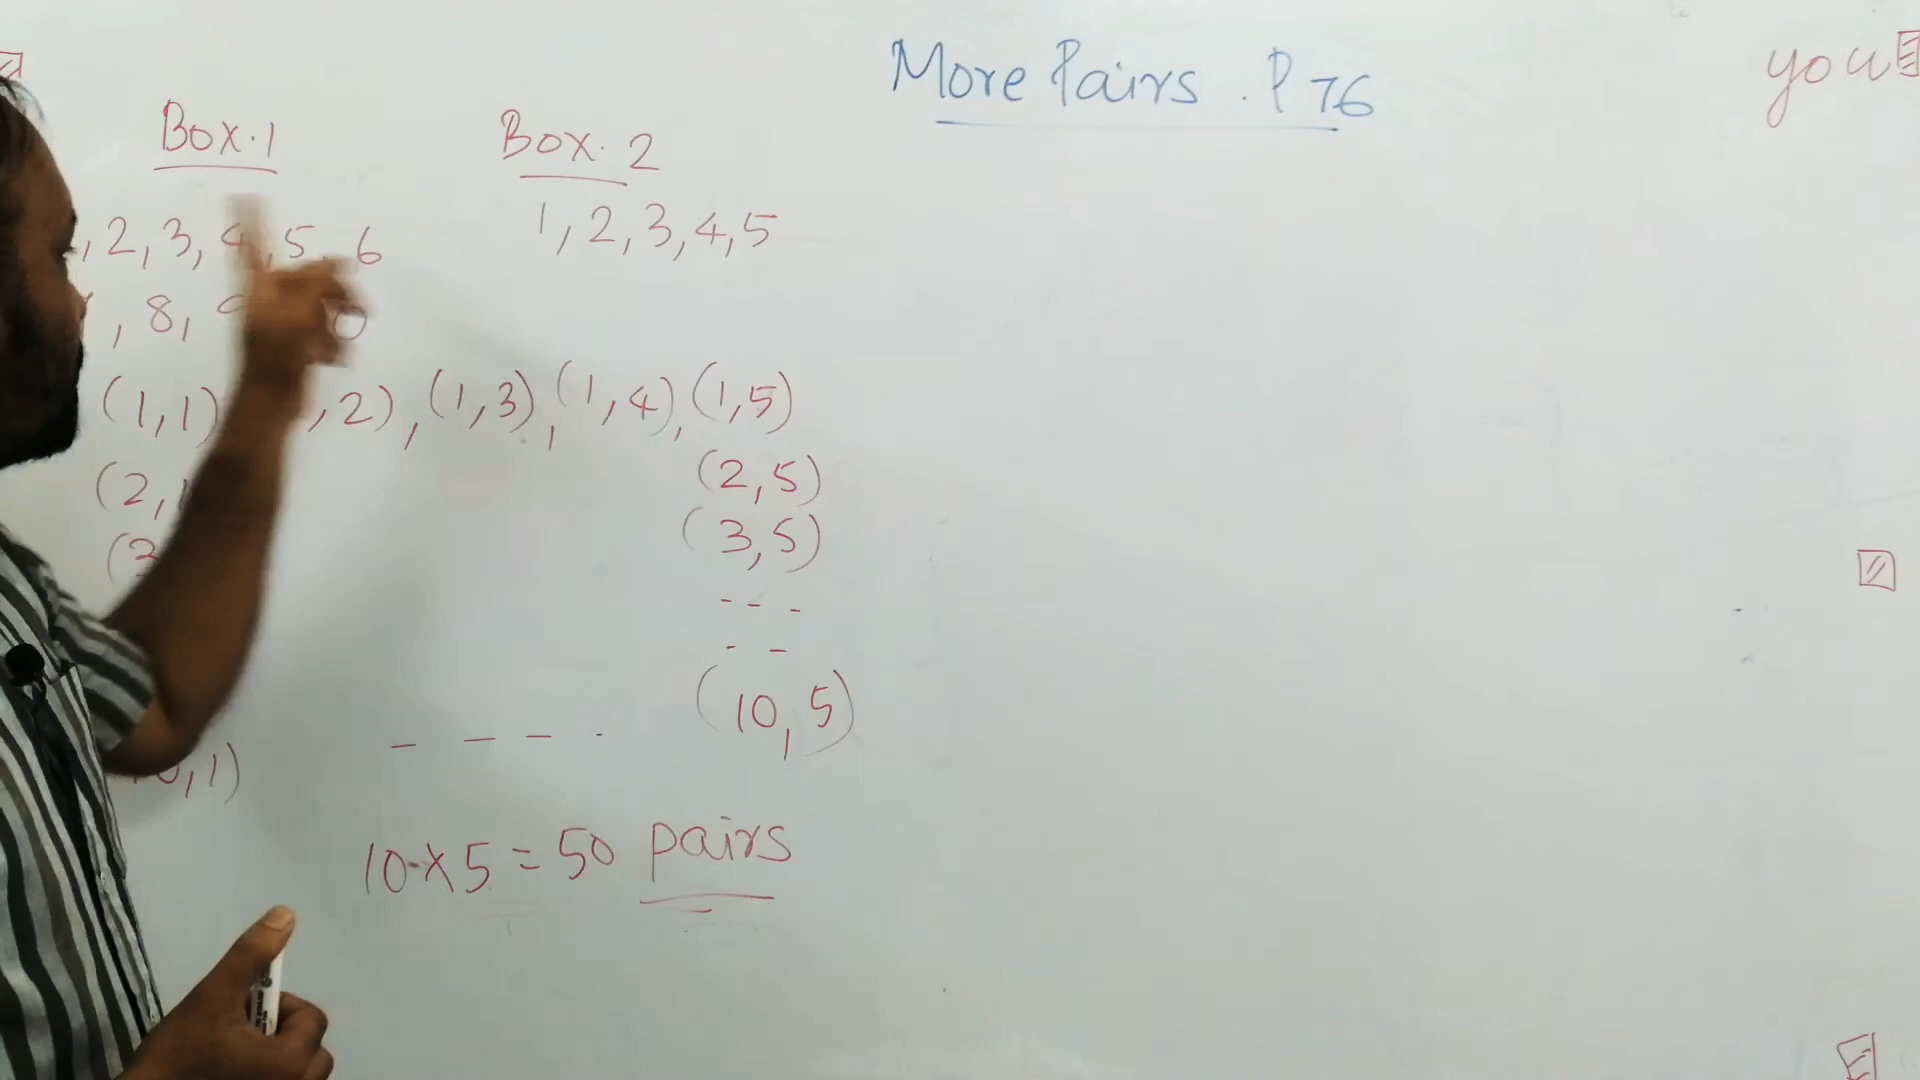 More Pairs . P 76
you
Box.1
Box. 2
, 2, 3, 4, 5, 6
1, 2, 3, 4, 5
, 8, 9
(1,1) ,2), (1,3), (1,4), (1,5)
(2, (2,5)
(3 (3,5)
- - -
- -
(10,5)
- - - -
0,1)
10 x 5 = 50 pairs